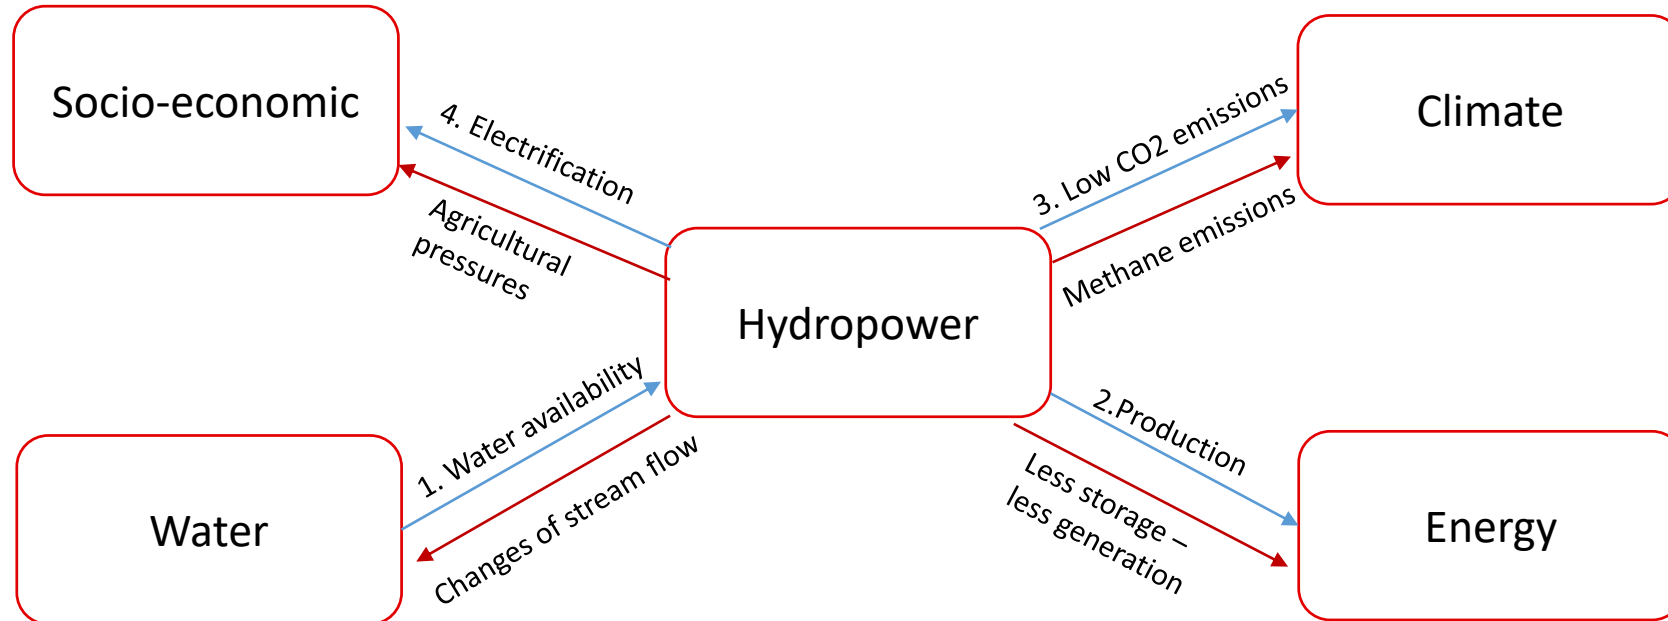 Socio-economic
4. Electrification
Agricultural
pressures
3. Low CO2 emissions
Methane emissions
Climate
Hydropower
1. Water availability
Changes of stream flow
Water
2.Production
Less storage –
less generation
Energy